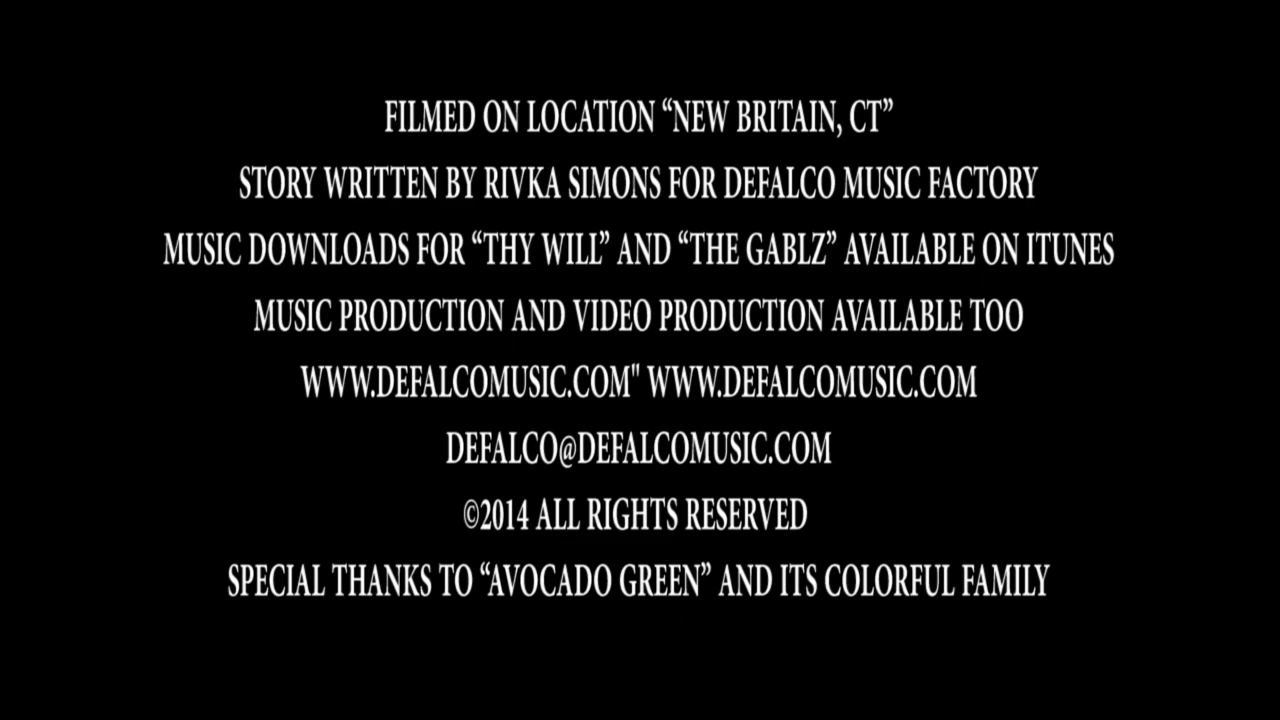 FILMED ON LOCATION “NEW BRITAIN, CT”
STORY WRITTEN BY RIVKA SIMONS FOR DEFALCO MUSIC FACTORY
MUSIC DOWNLOADS FOR “THY WILL” AND “THE GABLZ” AVAILABLE ON ITUNES
MUSIC PRODUCTION AND VIDEO PRODUCTION AVAILABLE TOO
WWW.DEFALCOMUSIC.COM" WWW.DEFALCOMUSIC.COM
DEFALCO@DEFALCOMUSIC.COM
©2014 ALL RIGHTS RESERVED
SPECIAL THANKS TO “AVOCADO GREEN” AND ITS COLORFUL FAMILY